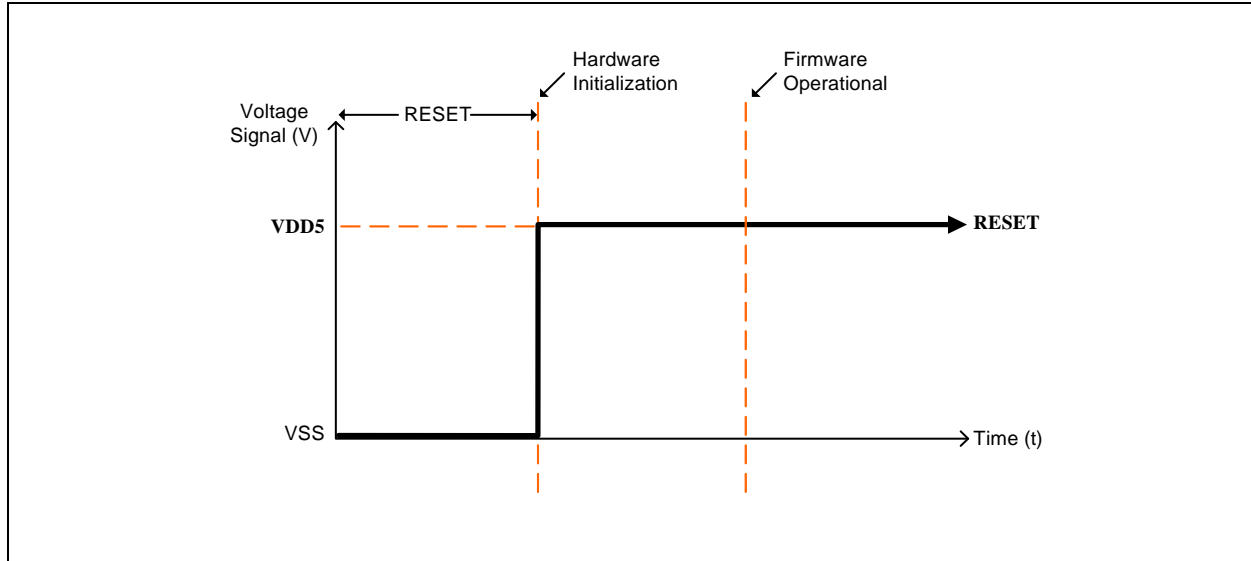 Hardware
Initialization
Firmware
Operational
Voltage
Signal (V)
RESET
VDD5
RESET
VSS
Time (t)